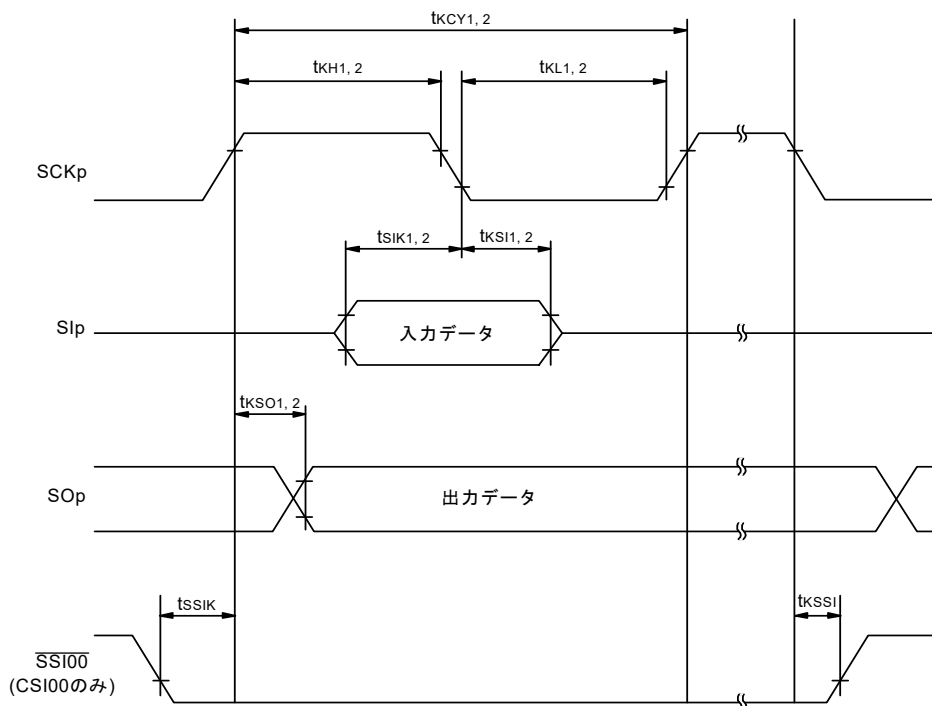 tKCY1, 2
tKH1, 2
tKL1, 2
SCKp
tSIK1, 2
tKSI1, 2
SIp
入力データ
tKSO1, 2
SOp
出力データ
tSSIK
tKSSI
SSI00
(CSI00のみ)